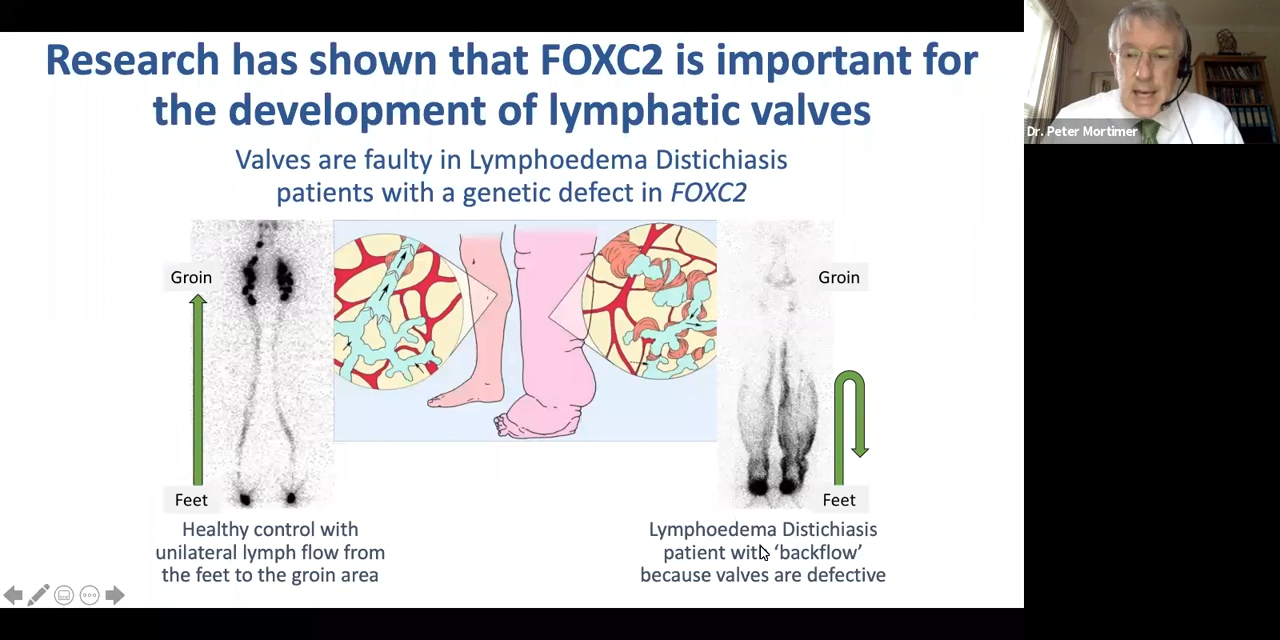 Research has shown that FOXC2 is important for
the development of lymphatic valves
Valves are faulty in Lymphoedema Distichiasis
patients with a genetic defect in FOXC2
Groin
Feet
Groin
Feet
Healthy control with
unilateral lymph flow from
the feet to the groin area
Lymphoedema Distichiasis
patient with ‘backflow’
because valves are defective
Dr. Peter Mortimer